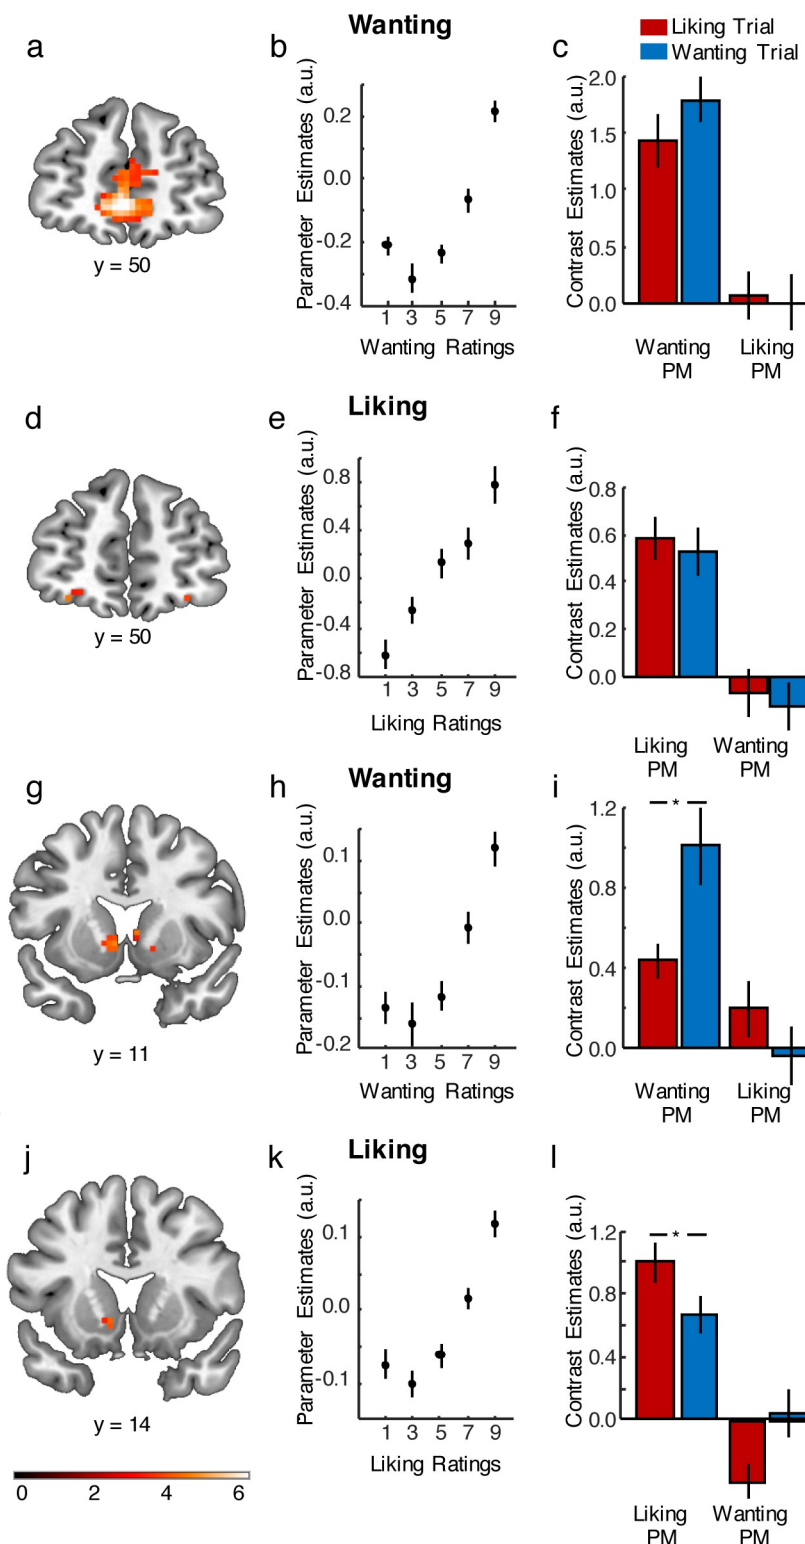 Wanting
a
b
c
Liking Trial
Wanting Trial
y = 50
Parameter Estimates (a.u.)
0.2
0.0
-0.2
-0.4
1 3 5 7 9
Wanting Ratings
Contrast Estimates (a.u.)
2.0
1.5
1.0
0.5
0.0
Wanting PM
Liking PM
Liking
d
e
f
y = 50
Parameter Estimates (a.u.)
0.8
0.4
0.0
-0.4
-0.8
1 3 5 7 9
Liking Ratings
Contrast Estimates (a.u.)
0.8
0.6
0.4
0.2
0.0
Liking PM
Wanting PM
Wanting
g
h
i
y = 11
Parameter Estimates (a.u.)
0.1
0.0
-0.1
-0.2
1 3 5 7 9
Wanting Ratings
Contrast Estimates (a.u.)
1.2
0.8
0.4
0.0
*
Wanting PM
Liking PM
Liking
j
k
l
y = 14
0 2 4 6
Parameter Estimates (a.u.)
0.1
0.0
-0.1
1 3 5 7 9
Liking Ratings
Contrast Estimates (a.u.)
1.2
0.8
0.4
0.0
*
Liking PM
Wanting PM